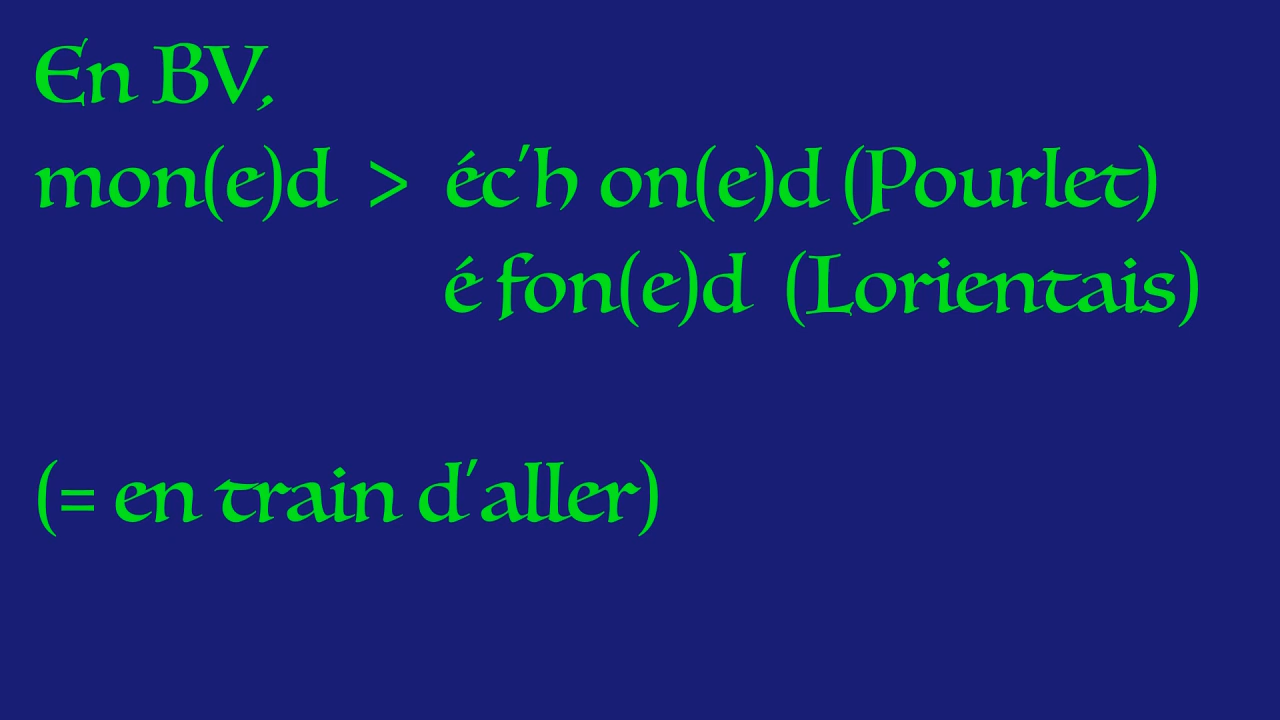 En BV,
mon(e)d > éc'h on(e)d (Pourlet)
é fon(e)d (Lorientais)
(= en train d'aller)